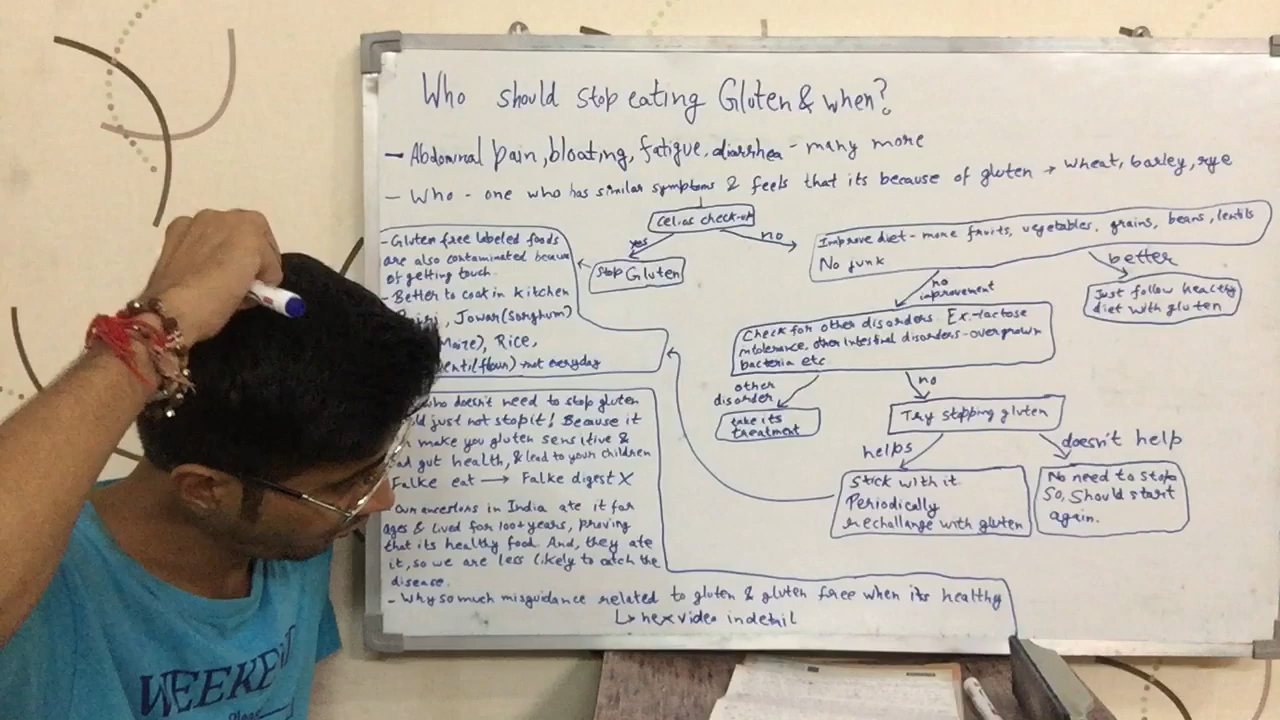 Who should stop eating Gluten & when?
- Abdominal Pain, bloating, fatigue, diarrhea - many more
- Who - one who has similar symptoms & feels that its because of gluten → wheat, barley, rye
Celiac check-up
yes
no
Stop Gluten
Improve diet - more fruits, vegetables, grains, beans, lentils
No junk
better
Just follow healthy
diet with gluten
no
improvement
Check for other disorders. Ex.-lactose
intolerance, other intestinal disorders - overgrown
bacteria etc
other
disorder
take its
treatment
no
Try stopping gluten
helps
doesn't help
Stick with it
Periodically
rechallange with gluten
No need to stop
So, Should start
again.
- Gluten free labeled foods
are also contaminated because
of getting touch.
- Better to cook in kitchen
, Jowar (sorghum)
Maize), Rice,
(flour) - not everyday
who doesn't need to stop gluten
just not stop it! Because it
make you gluten sensitive &
gut health, & lead to your children
Falke eat → Falke digest X
Our ancestors in India ate it for
ages & lived for 100+ years, proving
that its healthy food. And, they ate
it, so we are less likely to catch the
disease.
- Why so much misguidance related to gluten & gluten free when its healthy
↳ nex video indetail
WEEKE